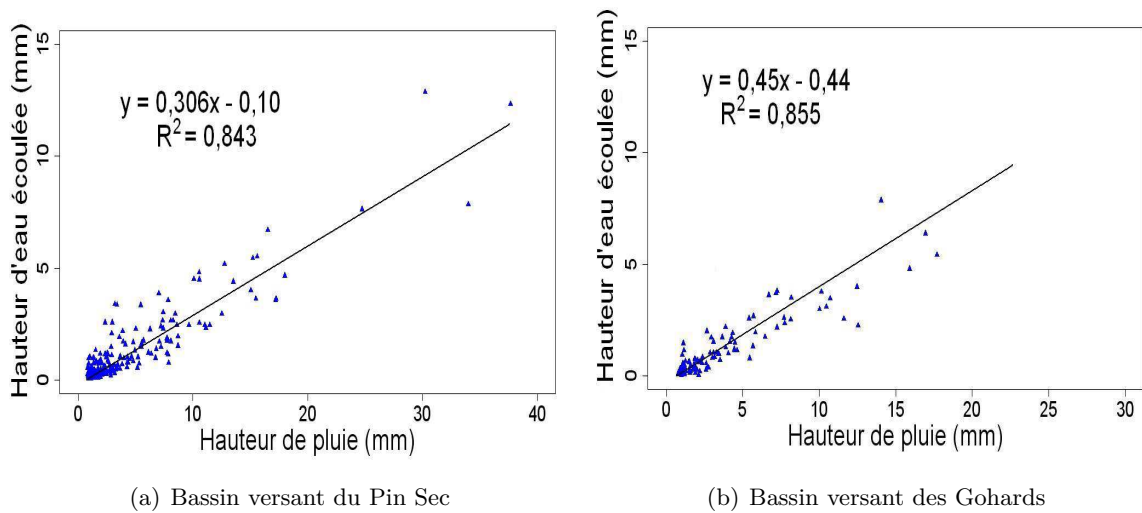 Hauteur d'eau écoulée (mm)
15
10
5
0
y = 0,306x - 0,10
R² = 0,843
0 10 20 30 40
Hauteur de pluie (mm)
(a) Bassin versant du Pin Sec
Hauteur d'eau écoulée (mm)
15
10
5
0
y = 0,45x - 0,44
R² = 0,855
0 5 10 15 20 25 30
Hauteur de pluie (mm)
(b) Bassin versant des Gohards